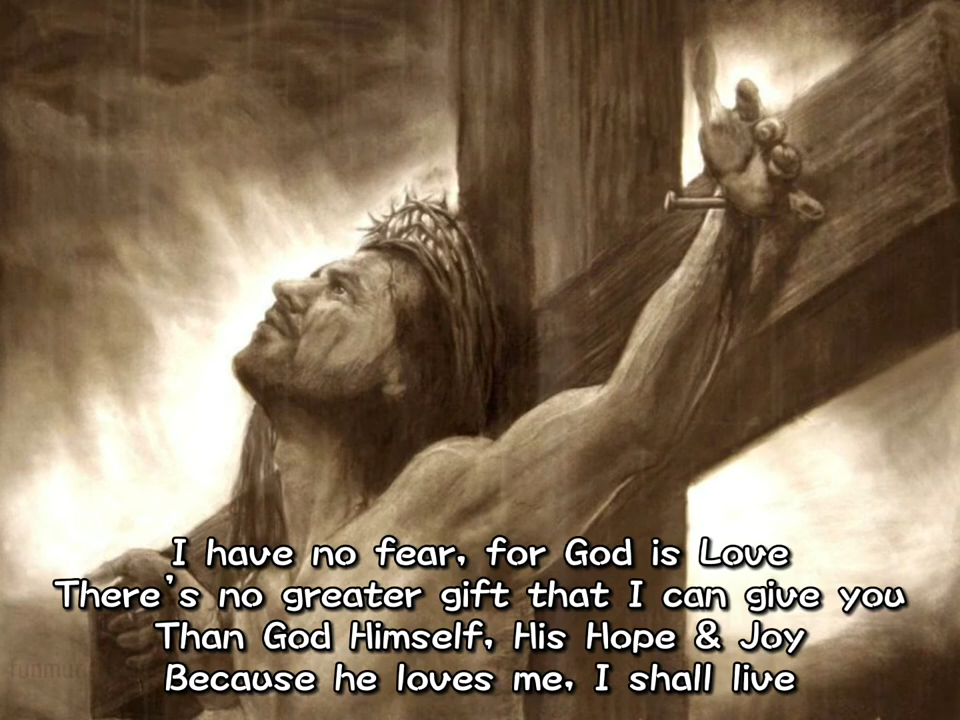 I have no fear, for God is Love
There's no greater gift that I can give you
Than God Himself, His Hope & Joy
Because he loves me, I shall live